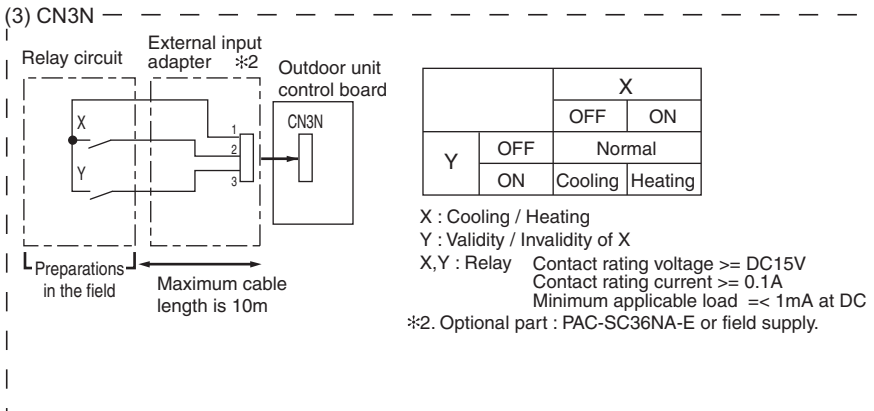 (3) CN3N
Relay circuit
External input
adapter ✻2
Outdoor unit
control board
X
Y
1
2
3
CN3N
Preparations
in the field
Maximum cable
length is 10m
X
OFF ON
Y OFF Normal
ON Cooling Heating
X : Cooling / Heating
Y : Validity / Invalidity of X
X,Y : Relay Contact rating voltage >= DC15V
Contact rating current >= 0.1A
Minimum applicable load =< 1mA at DC
✻2. Optional part : PAC-SC36NA-E or field supply.